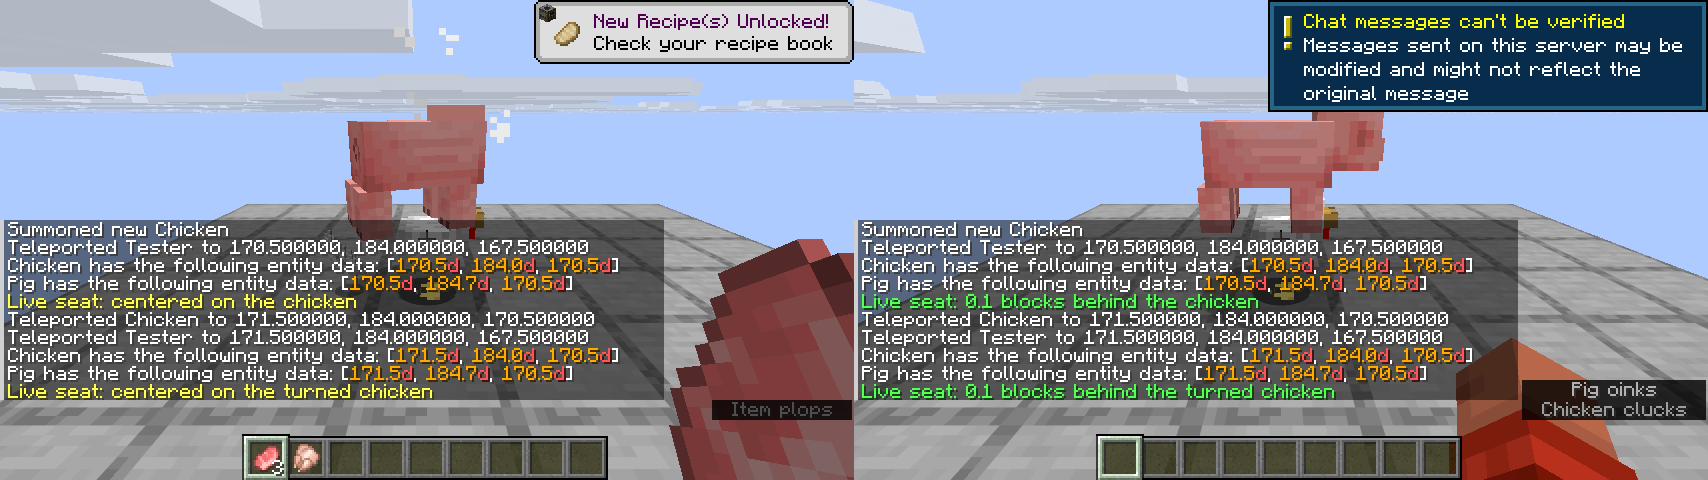 New Recipe(s) Unlocked!
Check your recipe book
Summoned new Chicken
Teleported Tester to 170.500000, 184.000000, 167.500000
Chicken has the following entity data: [170.5d, 184.0d, 170.5d]
Pig has the following entity data: [170.5d, 184.7d, 170.5d]
Live seat: centered on the chicken
Teleported Chicken to 171.500000, 184.000000, 170.500000
Teleported Tester to 171.500000, 184.000000, 167.500000
Chicken has the following entity data: [171.5d, 184.0d, 170.5d]
Pig has the following entity data: [171.5d, 184.7d, 170.5d]
Live seat: centered on the turned chicken
Item plops
3
Chat messages can't be verified
Messages sent on this server may be
modified and might not reflect the
original message
Summoned new Chicken
Teleported Tester to 170.500000, 184.000000, 167.500000
Chicken has the following entity data: [170.5d, 184.0d, 170.5d]
Pig has the following entity data: [170.5d, 184.7d, 170.5d]
Live seat: 0.1 blocks behind the chicken
Teleported Chicken to 171.500000, 184.000000, 170.500000
Teleported Tester to 171.500000, 184.000000, 167.500000
Chicken has the following entity data: [171.5d, 184.0d, 170.5d]
Pig has the following entity data: [171.5d, 184.7d, 170.5d]
Live seat: 0.1 blocks behind the turned chicken
Pig oinks
Chicken clucks